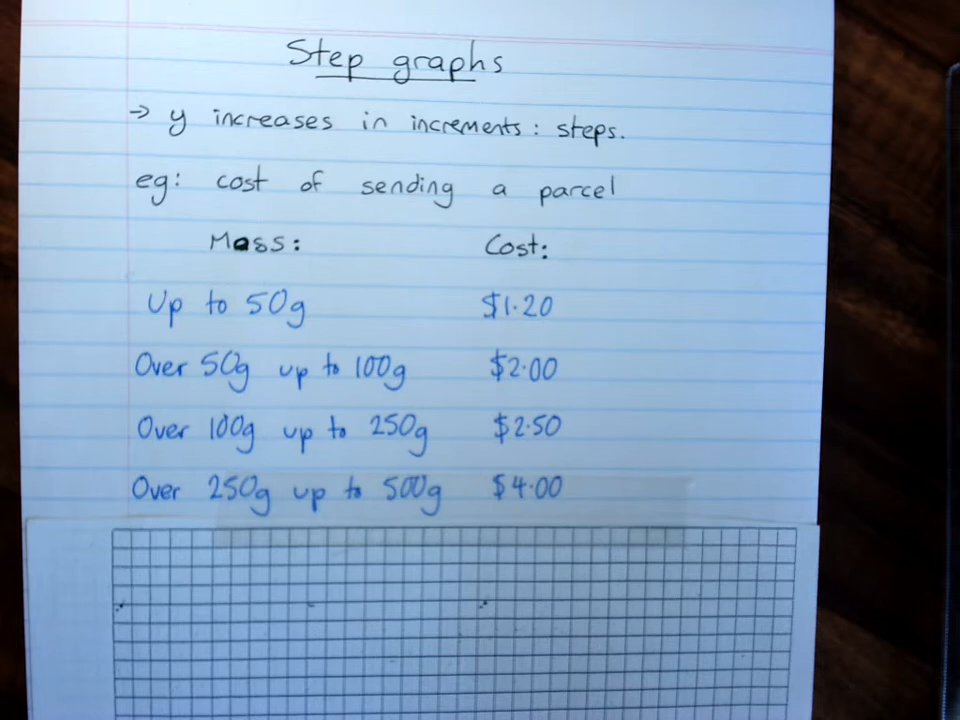 Step graphs
→ y increases in increments: steps.
eg: cost of sending a parcel
Mass: Cost:
Up to 50g $1.20
Over 50g up to 100g $2.00
Over 100g up to 250g $2.50
Over 250g up to 500g $4.00